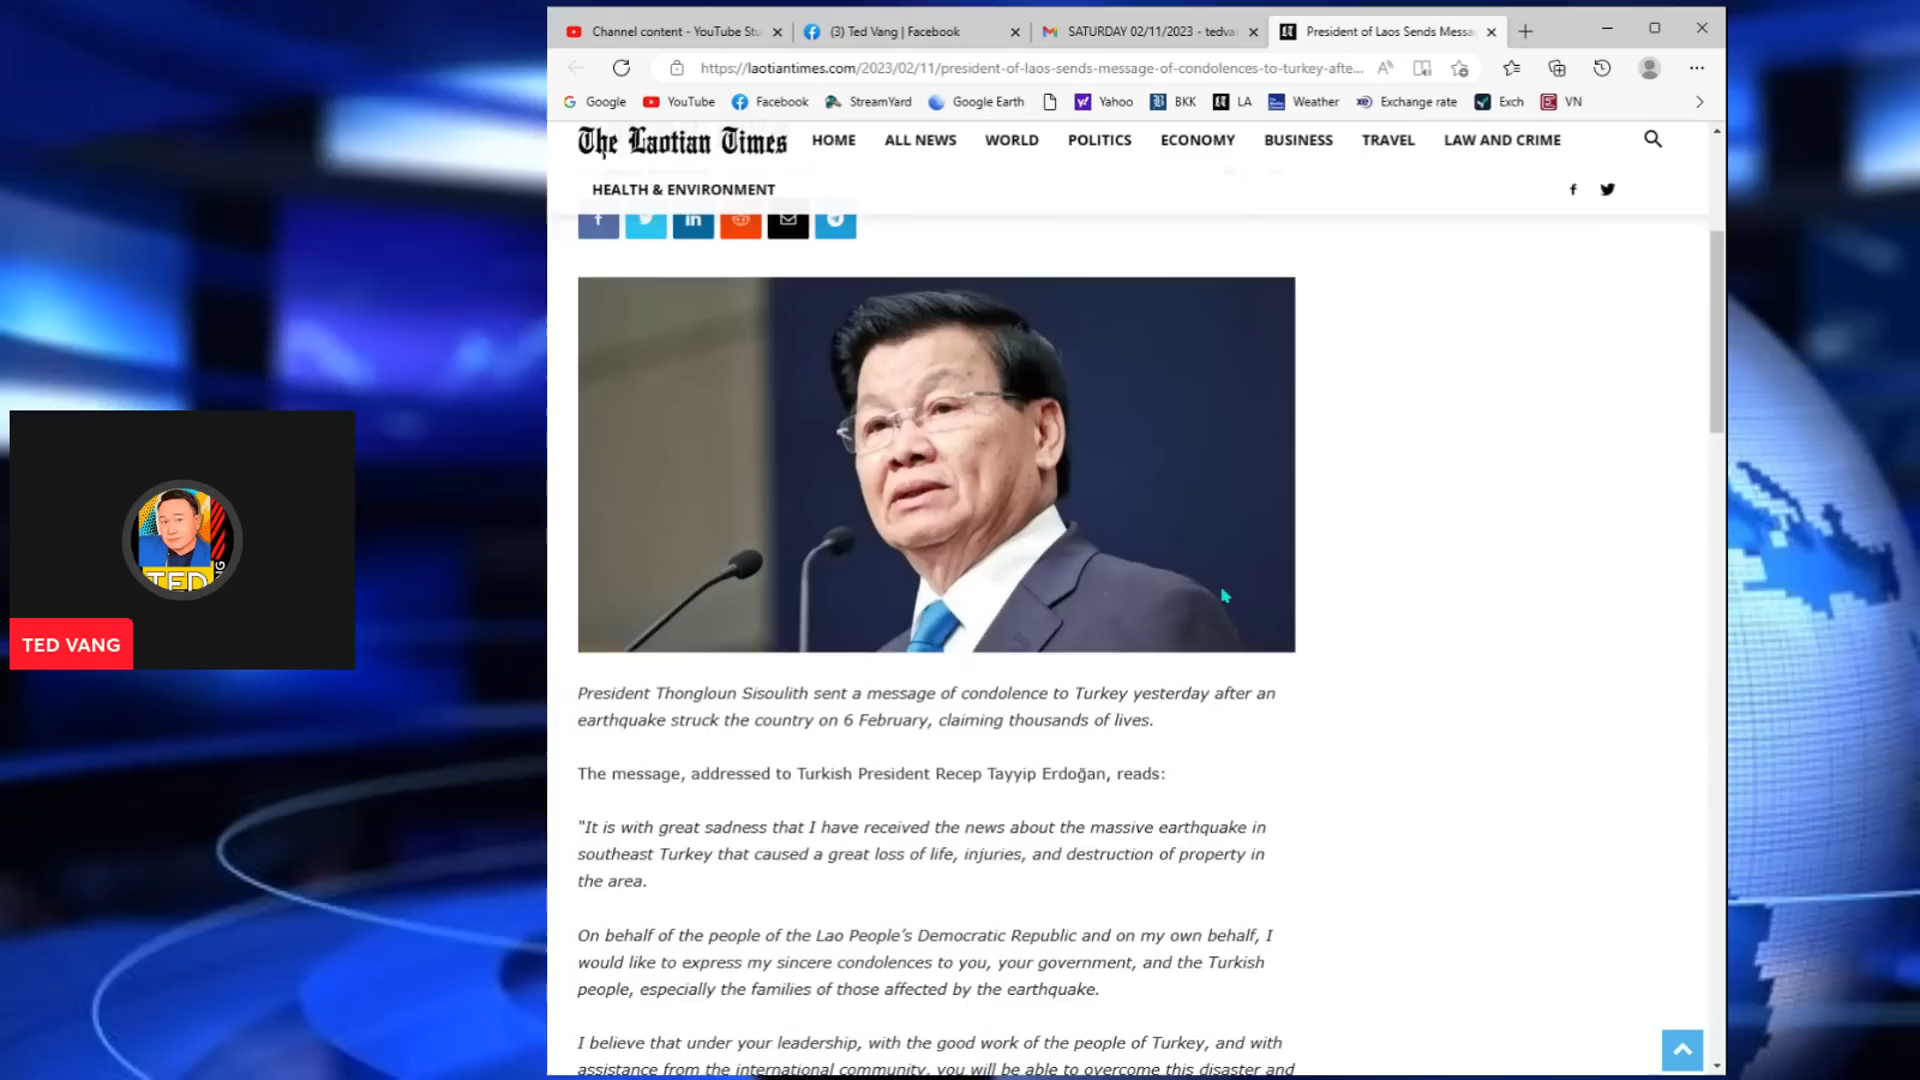 Channel content - YouTube Stu
(3) Ted Vang | Facebook
SATURDAY 02/11/2023 - tedva
President of Laos Sends Messa
https://laotiantimes.com/2023/02/11/president-of-laos-sends-message-of-condolences-to-turkey-afte...
Google YouTube Facebook StreamYard Google Earth Yahoo BKK LA Weather Exchange rate Exch VN
The Laotian Times HOME ALL NEWS WORLD POLITICS ECONOMY BUSINESS TRAVEL LAW AND CRIME
HEALTH & ENVIRONMENT
TED
TED VANG
President Thongloun Sisoulith sent a message of condolence to Turkey yesterday after an
earthquake struck the country on 6 February, claiming thousands of lives.
The message, addressed to Turkish President Recep Tayyip Erdoğan, reads:
“It is with great sadness that I have received the news about the massive earthquake in
southeast Turkey that caused a great loss of life, injuries, and destruction of property in
the area.
On behalf of the people of the Lao People’s Democratic Republic and on my own behalf, I
would like to express my sincere condolences to you, your government, and the Turkish
people, especially the families of those affected by the earthquake.
I believe that under your leadership, with the good work of the people of Turkey, and with
assistance from the international community, you will be able to overcome this disaster and